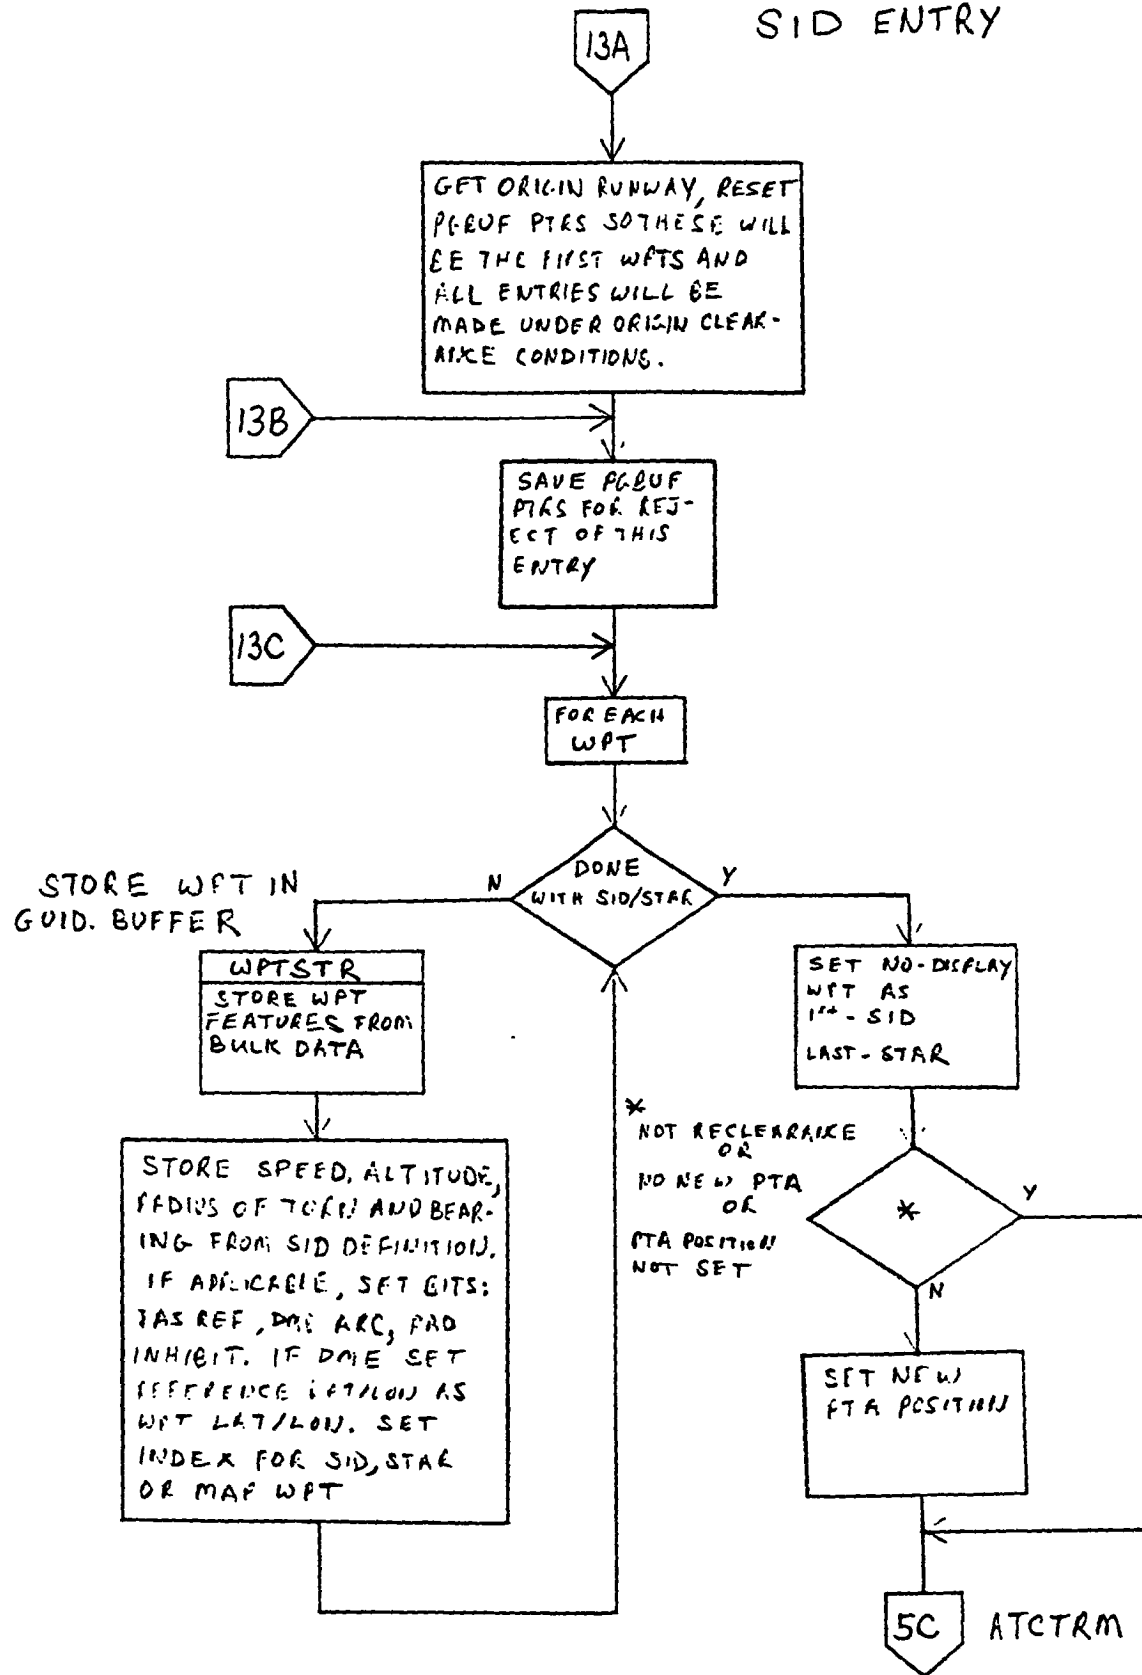 SID ENTRY
13A
GET ORIGIN RUNWAY, RESET
PGBUF PTRS SO THESE WILL
BE THE FIRST WPTS AND
ALL ENTRIES WILL BE
MADE UNDER ORIGIN CLEAR-
ANCE CONDITIONS.
13B
SAVE PGBUF
PTRS FOR REJ-
ECT OF THIS
ENTRY
13C
FOR EACH
WPT
DONE
WITH SID/STAR
N
Y
STORE WPT IN
GUID. BUFFER
WPTSTR
STORE WPT
FEATURES FROM
BULK DATA
SET NO-DISPLAY
WPT AS
1st - SID
LAST - STAR
STORE SPEED, ALTITUDE,
RADIUS OF TURN AND BEAR-
ING FROM SID DEFINITION.
IF APPLICABLE, SET BITS:
IAS REF, DME ARC,
INHIBIT. IF DME SET
REFERENCE LAT/LON AS
WPT LAT/LON. SET
INDEX FOR SID, STAR
OR MAP WPT
*
NOT RECLEARANCE
OR
NO NEW PTA
OR
PTA POSITION
NOT SET
*
Y
N
SET NEW
PTA POSITION
5C
ATCTRM